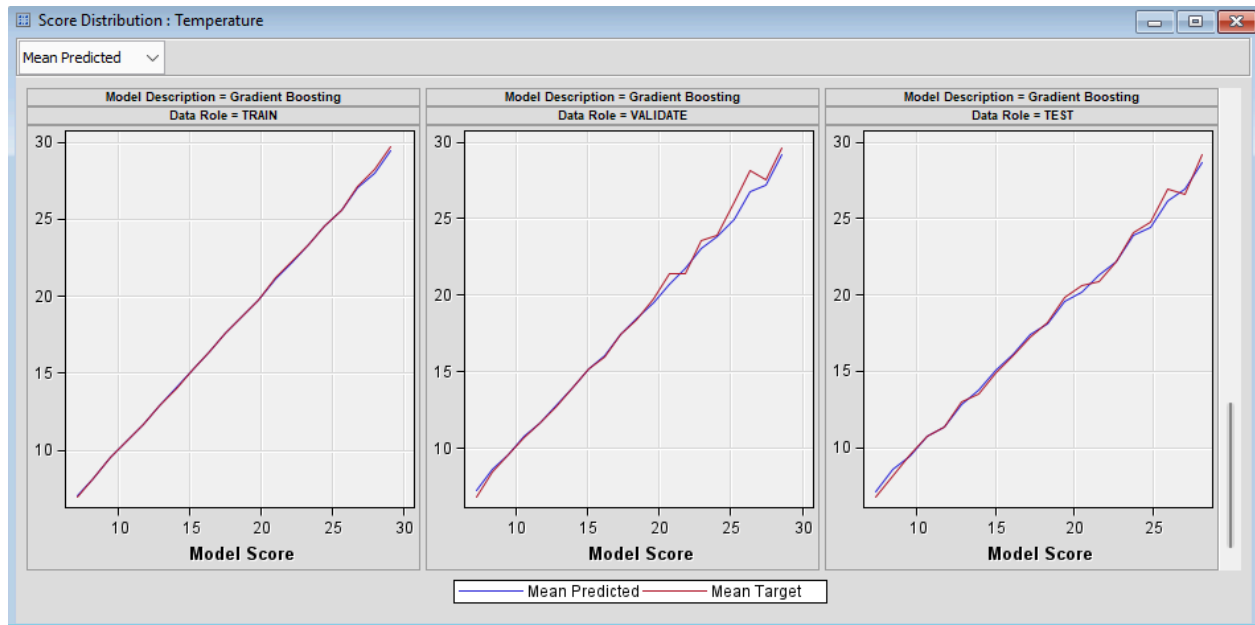 Score Distribution : Temperature
Mean Predicted
Model Description = Gradient Boosting
Data Role = TRAIN
30
25
20
15
10
10 15 20 25 30
Model Score
Model Description = Gradient Boosting
Data Role = VALIDATE
30
25
20
15
10
10 15 20 25
Model Score
Model Description = Gradient Boosting
Data Role = TEST
30
25
20
15
10
10 15 20 25
Model Score
Mean Predicted Mean Target